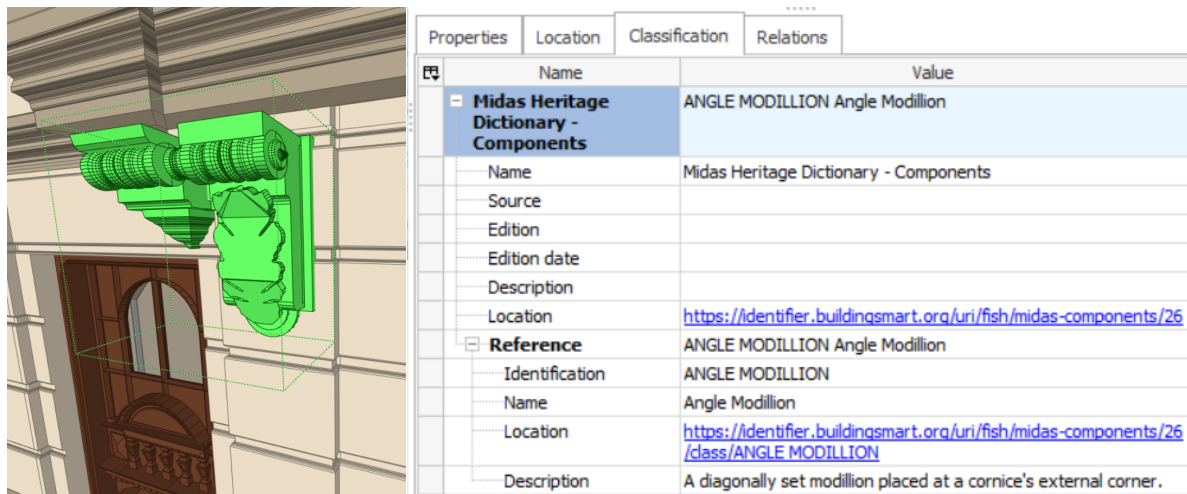 Properties Location Classification Relations
Name Value
Midas Heritage Dictionary - Components ANGLE MODILLION Angle Modillion
Name Midas Heritage Dictionary - Components
Source
Edition
Edition date
Description
Location https://identifier.buildingsmart.org/uri/fish/midas-components/26
Reference ANGLE MODILLION Angle Modillion
Identification ANGLE MODILLION
Name Angle Modillion
Location https://identifier.buildingsmart.org/uri/fish/midas-components/26
/class/ANGLE MODILLION
Description A diagonally set modillion placed at a cornice's external corner.